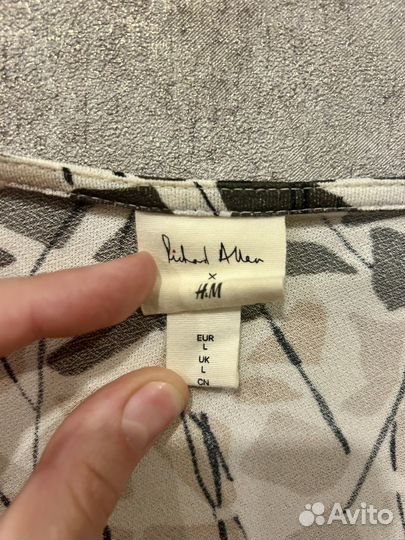 Richard Allan
×
H&M
EUR
L
UK
L
CN
Avito